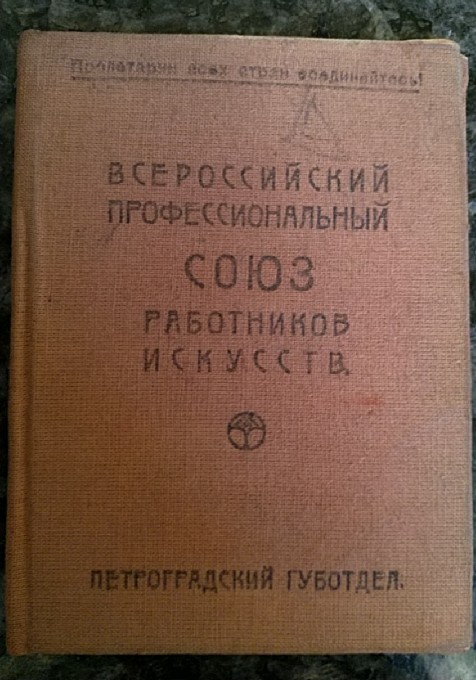 Пролетарии всех стран соединяйтесь!
ВСЕРОССИЙСКИЙ
ПРОФЕССИОНАЛЬНЫЙ
СОЮЗ
РАБОТНИКОВ
ИСКУССТВ.
ПЕТРОГРАДСКИЙ ГУБОТДЕЛ.